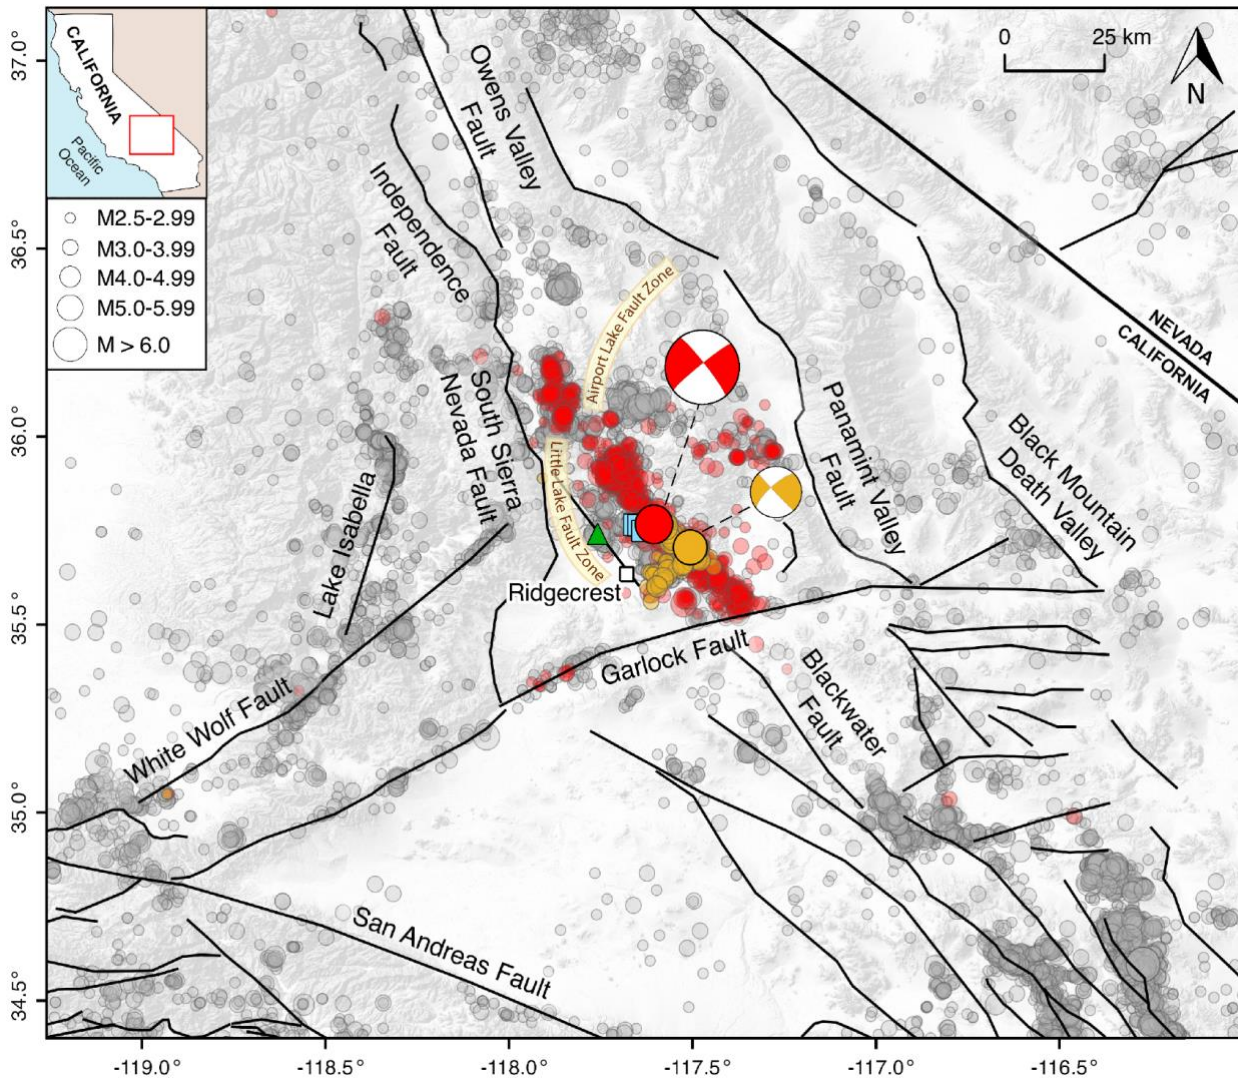 CALIFORNIA
Pacific
Ocean
M2.5-2.99
M3.0-3.99
M4.0-4.99
M5.0-5.99
M > 6.0
0
25 km
N
37.0°
36.5°
36.0°
35.5°
35.0°
34.5°
Owens Valley
Fault
Independence
Fault
NEVADA
CALIFORNIA
Airport Lake Fault Zone
South Sierra
Nevada Fault
Little Lake Fault Zone
Panamint Valley
Fault
Black Mountain
Death Valley
Lake Isabella
Ridgecrest
Garlock Fault
White Wolf Fault
Blackwater
Fault
San Andreas Fault
-119.0°
-118.5°
-118.0°
-117.5°
-117.0°
-116.5°